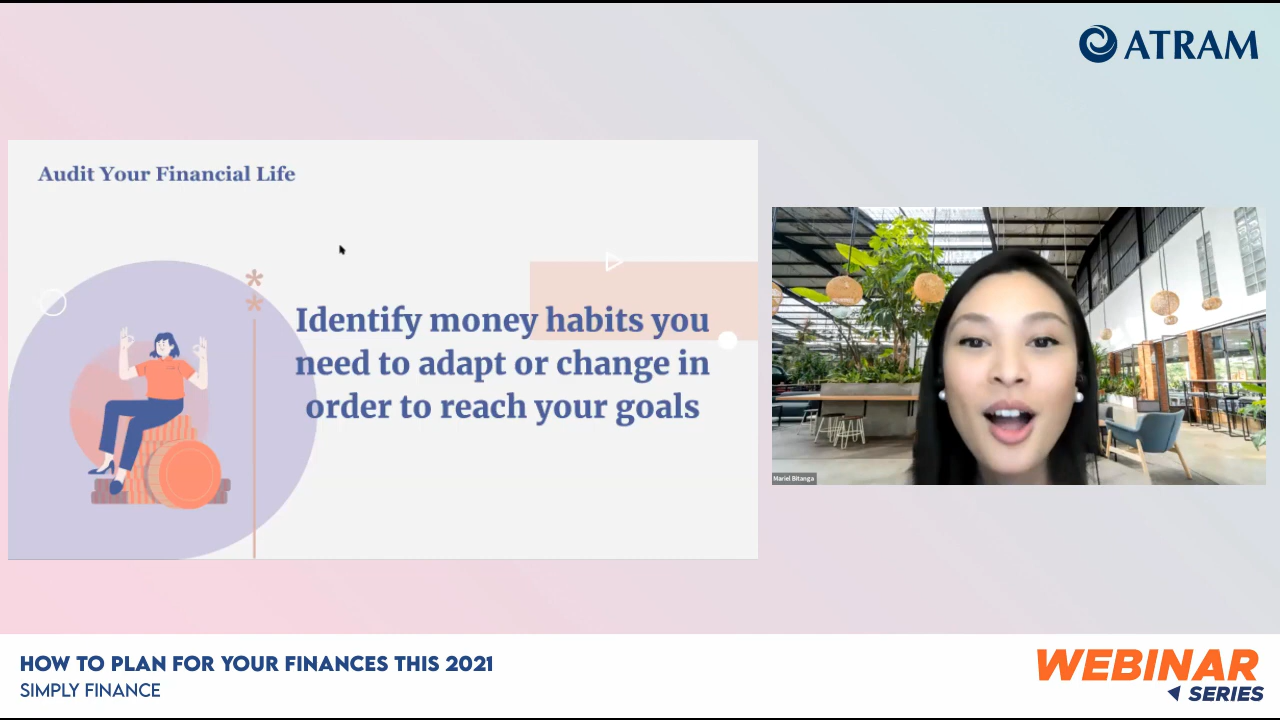 ATRAM
Audit Your Financial Life
Identify money habits you
need to adapt or change in
order to reach your goals
Mariel Bitanga
HOW TO PLAN FOR YOUR FINANCES THIS 2021
SIMPLY FINANCE
WEBINAR
SERIES